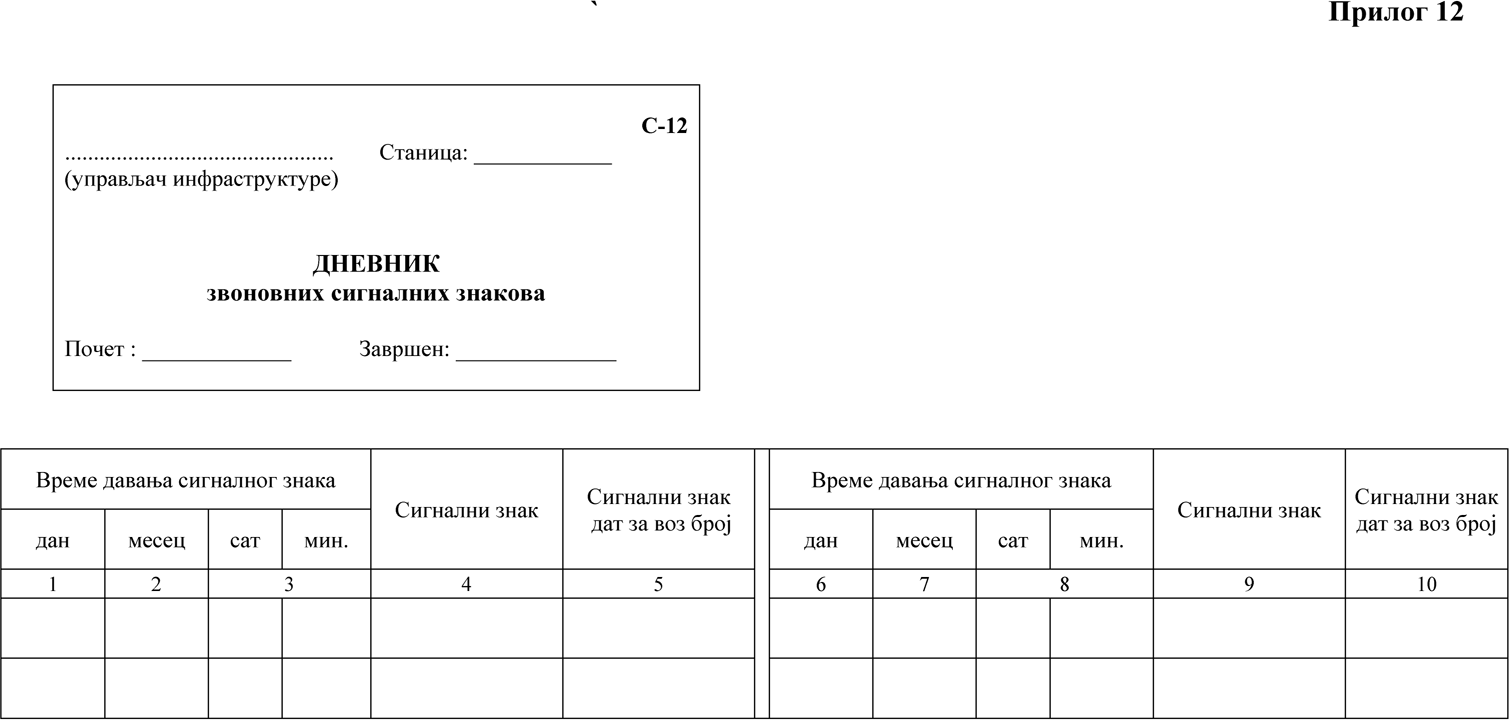 `
Прилог 12
С-12
............................................... Станица: ____________
(управљач инфраструктуре)
ДНЕВНИК
звоновних сигналних знакова
Почет : _____________ Завршен: ______________
Време давања сигналног знака Сигнални знак Сигнални знак дат за воз број Време давања сигналног знака Сигнални знак Сигнални знак дат за воз број
дан месец сат мин. дан месец сат мин.
1 2 3 4 5 6 7 8 9 10